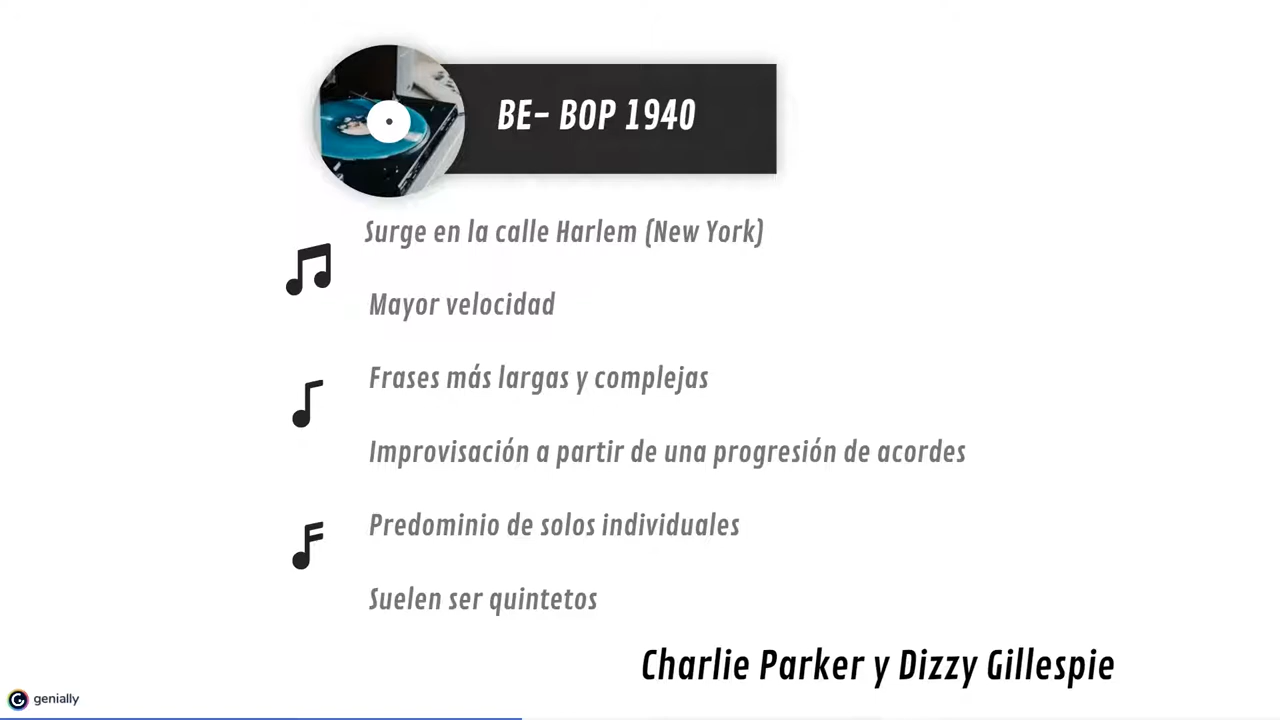 BE- BOP 1940
Surge en la calle Harlem (New York)
Mayor velocidad
Frases más largas y complejas
Improvisación a partir de una progresión de acordes
Predominio de solos individuales
Suelen ser quintetos
Charlie Parker y Dizzy Gillespie
genially